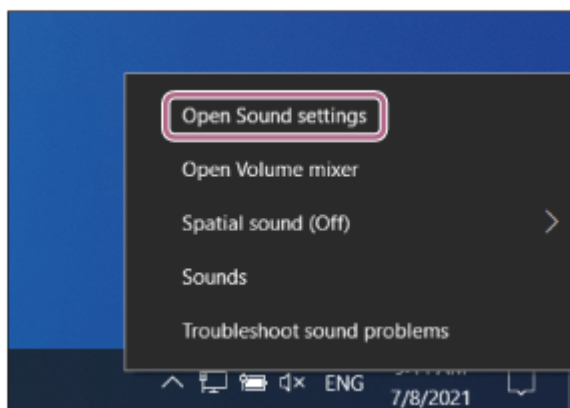 Open Sound settings
Open Volume mixer
Spatial sound (Off)
Sounds
Troubleshoot sound problems
ENG
7/8/2021